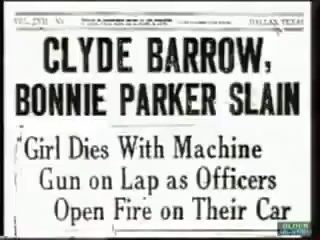 DALLAS, TEXAS
CLYDE BARROW,
BONNIE PARKER SLAIN
Girl Dies With Machine
Gun on Lap as Officers
Open Fire on Their Car